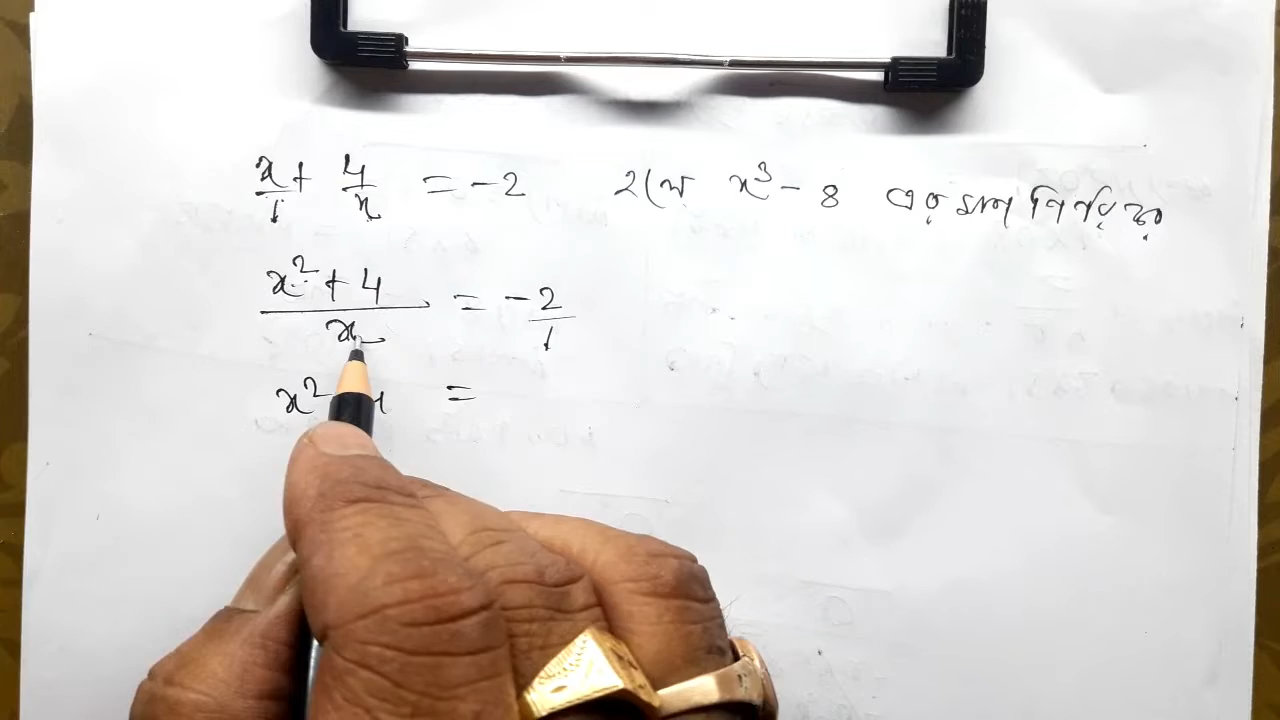 x/1 + 4/x = -2 হলে x³ - 8 এর মান নির্ণয় কর
(x² + 4)/x = -2/1
x² =